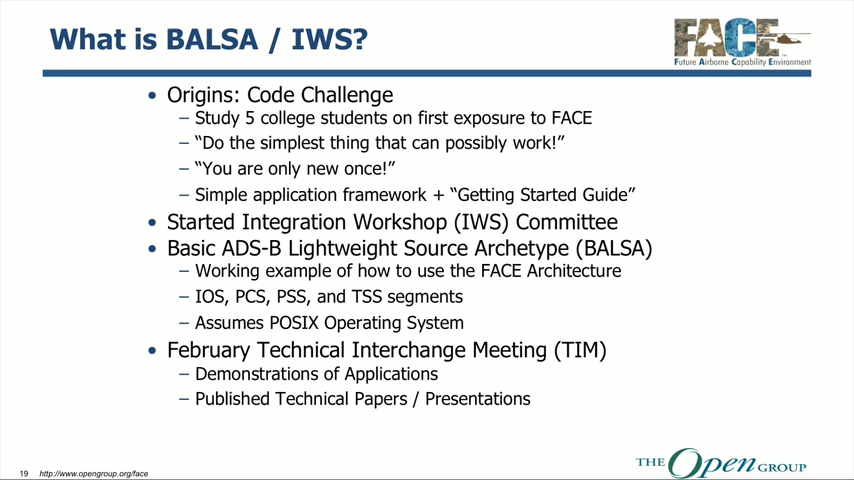 What is BALSA / IWS?
FACE
Future Airborne Capability Environment
• Origins: Code Challenge
– Study 5 college students on first exposure to FACE
– “Do the simplest thing that can possibly work!”
– “You are only new once!”
– Simple application framework + “Getting Started Guide”
• Started Integration Workshop (IWS) Committee
• Basic ADS-B Lightweight Source Archetype (BALSA)
– Working example of how to use the FACE Architecture
– IOS, PCS, PSS, and TSS segments
– Assumes POSIX Operating System
• February Technical Interchange Meeting (TIM)
– Demonstrations of Applications
– Published Technical Papers / Presentations
19 http://www.opengroup.org/face
THE Open GROUP